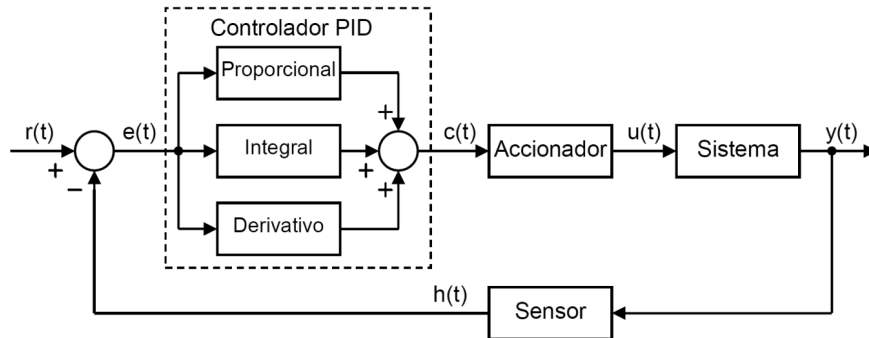 Controlador PID
Proporcional
+
r(t)
e(t)
Integral
c(t)
Accionador
u(t)
Sistema
y(t)
+
−
+
+
Derivativo
h(t)
Sensor